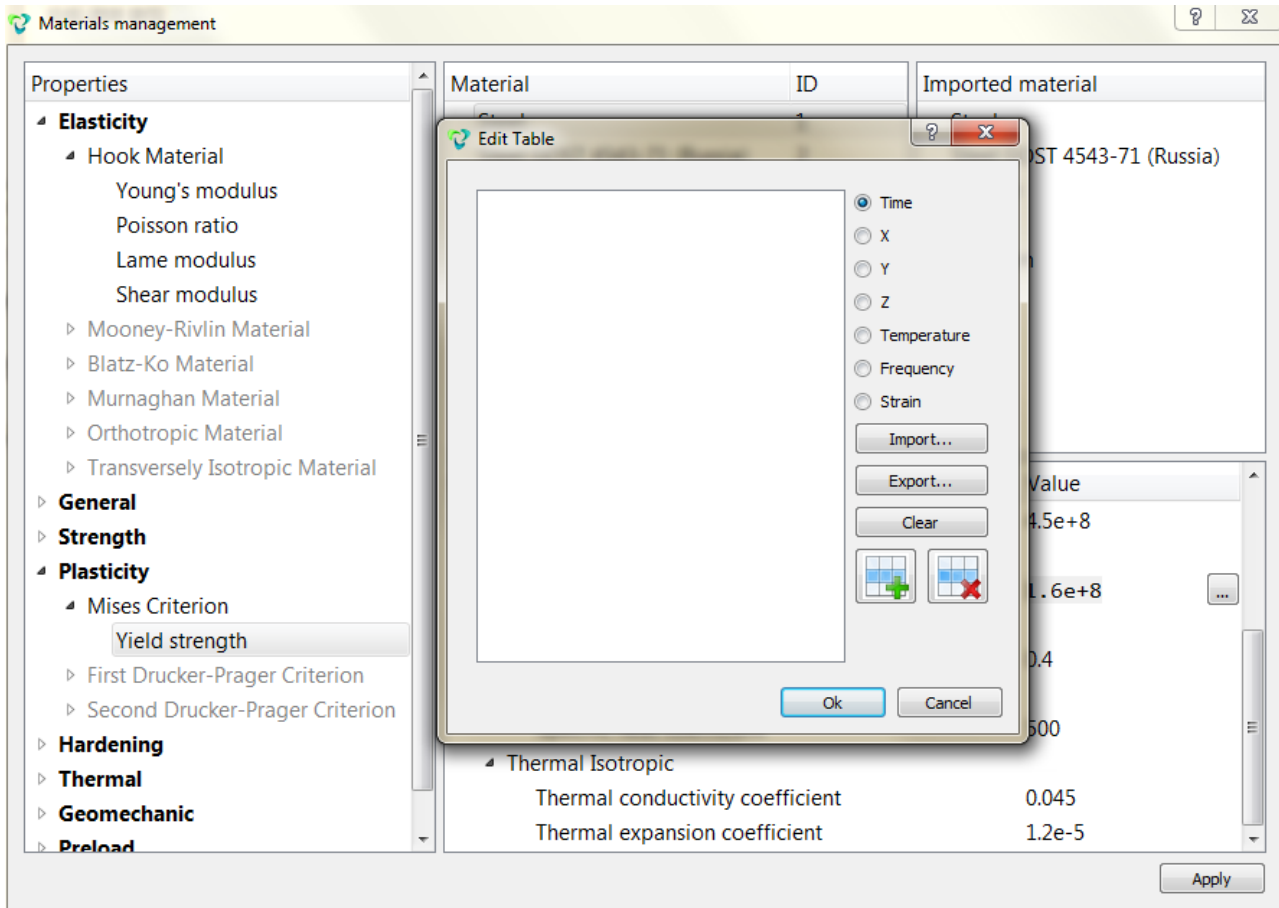 Materials management
Properties
Elasticity
Hook Material
Young's modulus
Poisson ratio
Lame modulus
Shear modulus
Mooney-Rivlin Material
Blatz-Ko Material
Murnaghan Material
Orthotropic Material
Transversely Isotropic Material
General
Strength
Plasticity
Mises Criterion
Yield strength
First Drucker-Prager Criterion
Second Drucker-Prager Criterion
Hardening
Thermal
Geomechanic
Preload
Material ID
Imported material
OST 4543-71 (Russia)
Edit Table
Time
X
Y
Z
Temperature
Frequency
Strain
Import...
Export...
Clear
Ok Cancel
Value
4.5e+8
1.6e+8 ...
0.4
500
Thermal Isotropic
Thermal conductivity coefficient 0.045
Thermal expansion coefficient 1.2e-5
Apply